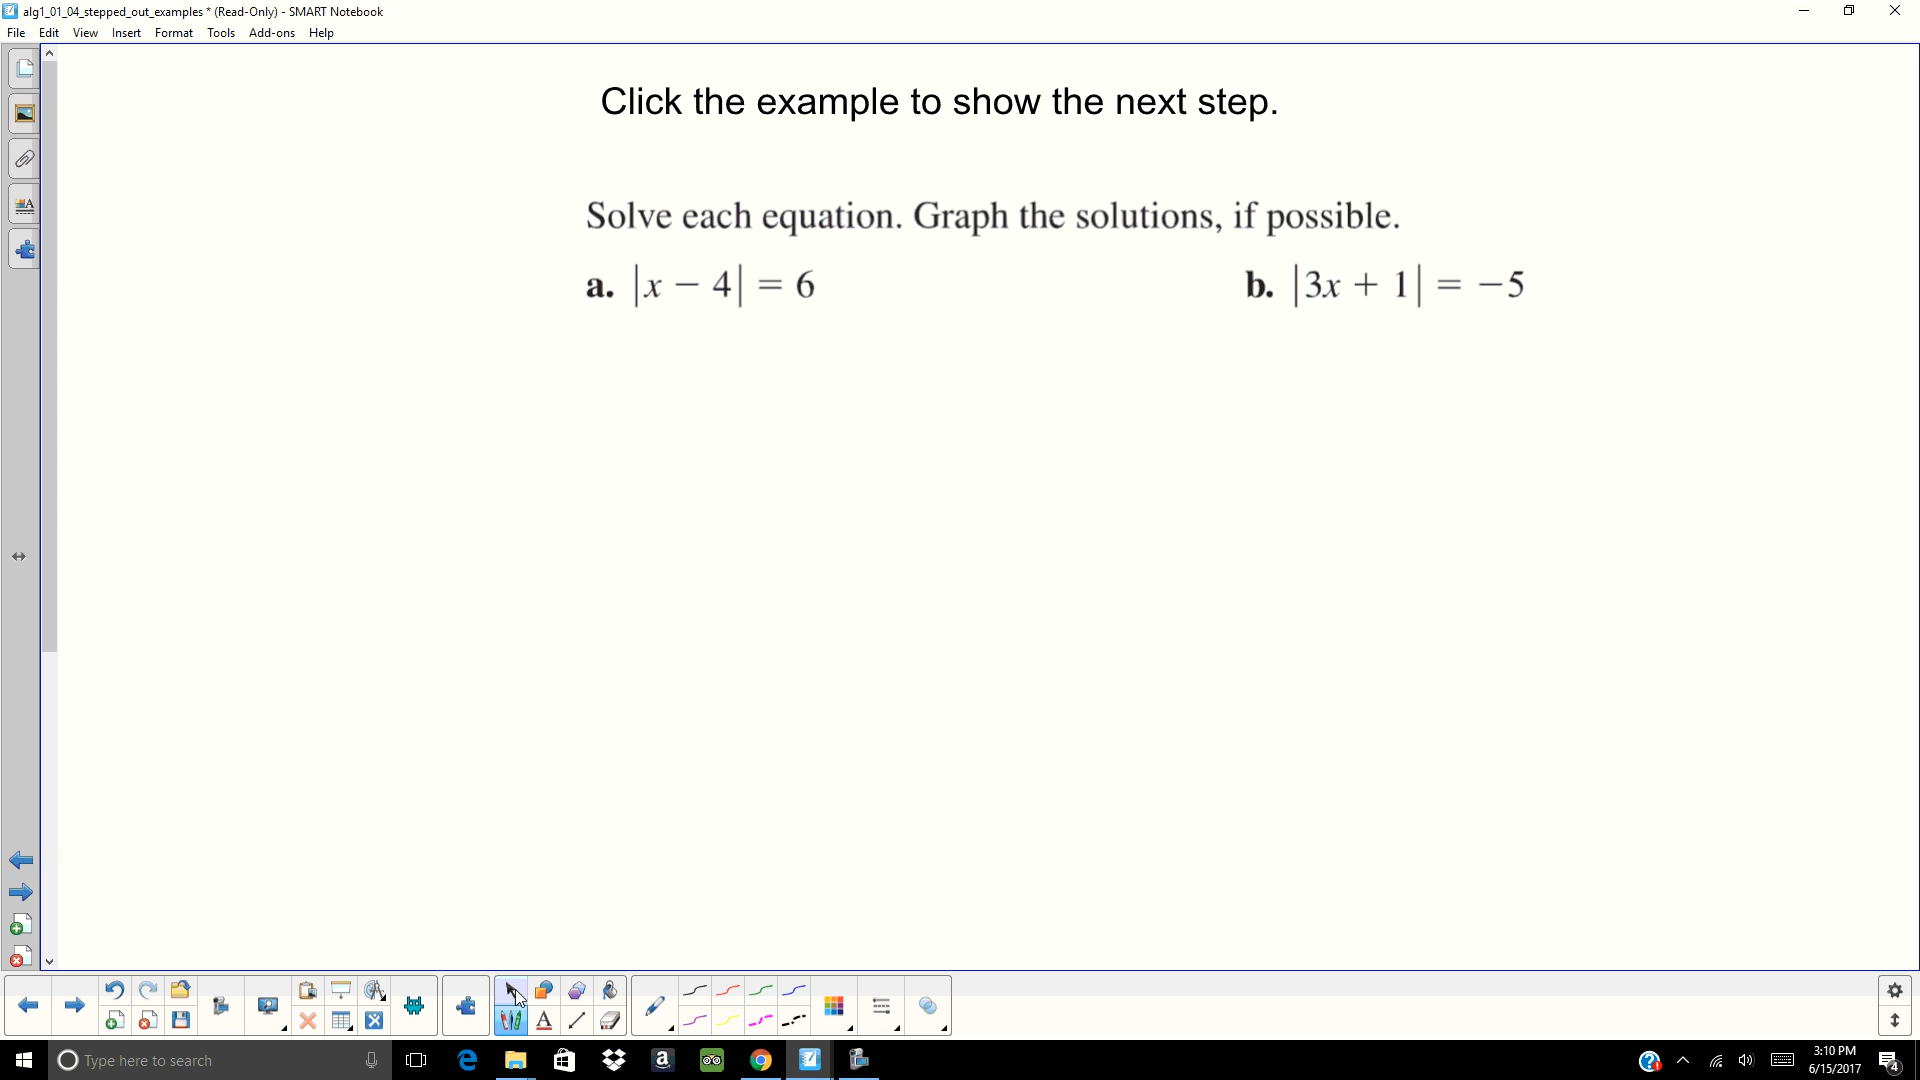 alg1_01_04_stepped_out_examples * (Read-Only) - SMART Notebook
File Edit View Insert Format Tools Add-ons Help
Click the example to show the next step.
Solve each equation. Graph the solutions, if possible.
a. |x − 4| = 6 b. |3x + 1| = −5
Type here to search
3:10 PM
6/15/2017
4